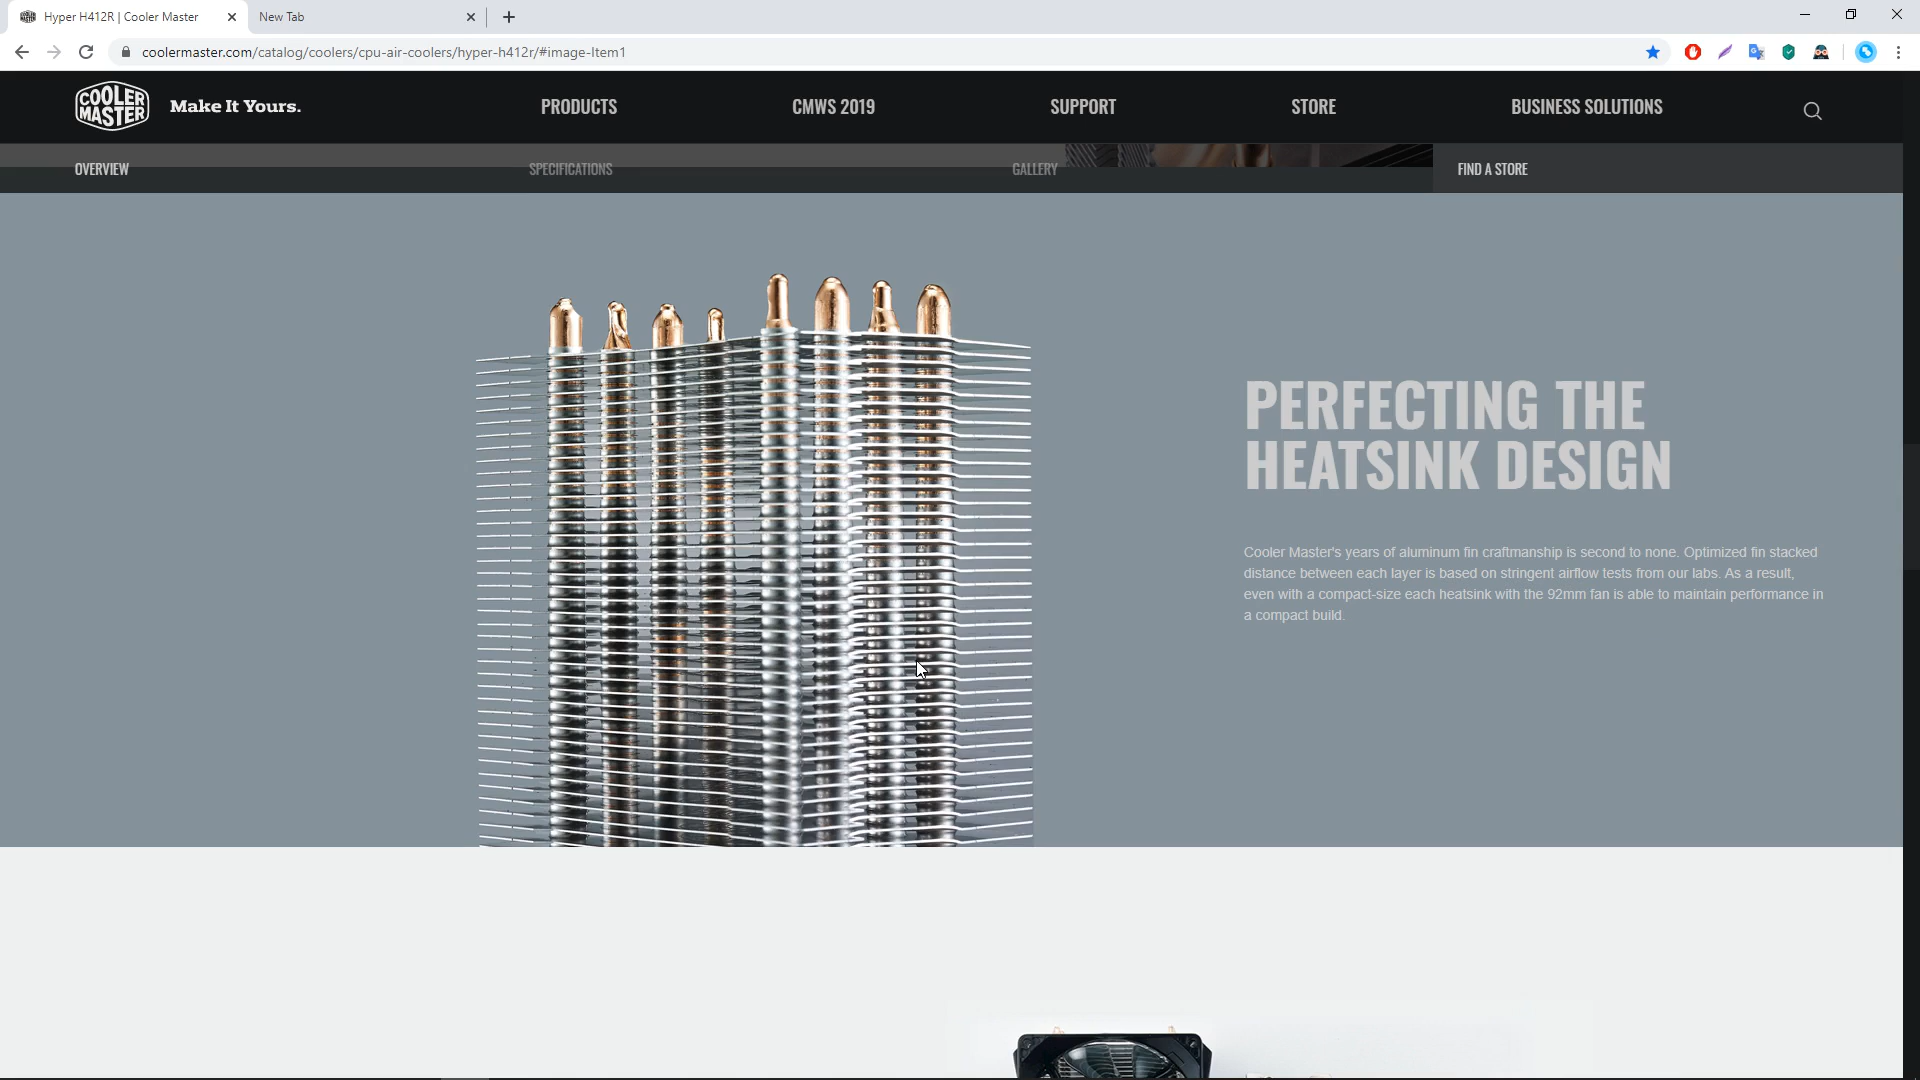 Hyper H412R | Cooler Master
New Tab
coolermaster.com/catalog/coolers/cpu-air-coolers/hyper-h412r/#image-Item1
COOLER MASTER
Make It Yours.
PRODUCTS
CMWS 2019
SUPPORT
STORE
BUSINESS SOLUTIONS
OVERVIEW
SPECIFICATIONS
GALLERY
FIND A STORE
PERFECTING THE
HEATSINK DESIGN
Cooler Master's years of aluminum fin craftmanship is second to none. Optimized fin stacked
distance between each layer is based on stringent airflow tests from our labs. As a result,
even with a compact-size each heatsink with the 92mm fan is able to maintain performance in
a compact build.